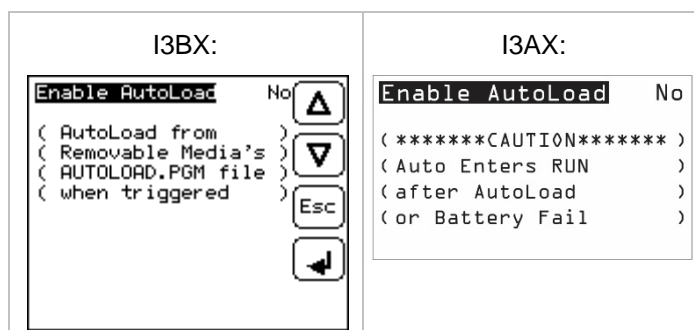 I3BX:
Enable AutoLoad No
( AutoLoad from )
( Removable Media's )
( AUTOLOAD.PGM file )
( when triggered )
Esc
I3AX:
Enable AutoLoad No
(*******CAUTION******* )
(Auto Enters RUN )
(after AutoLoad )
(or Battery Fail )